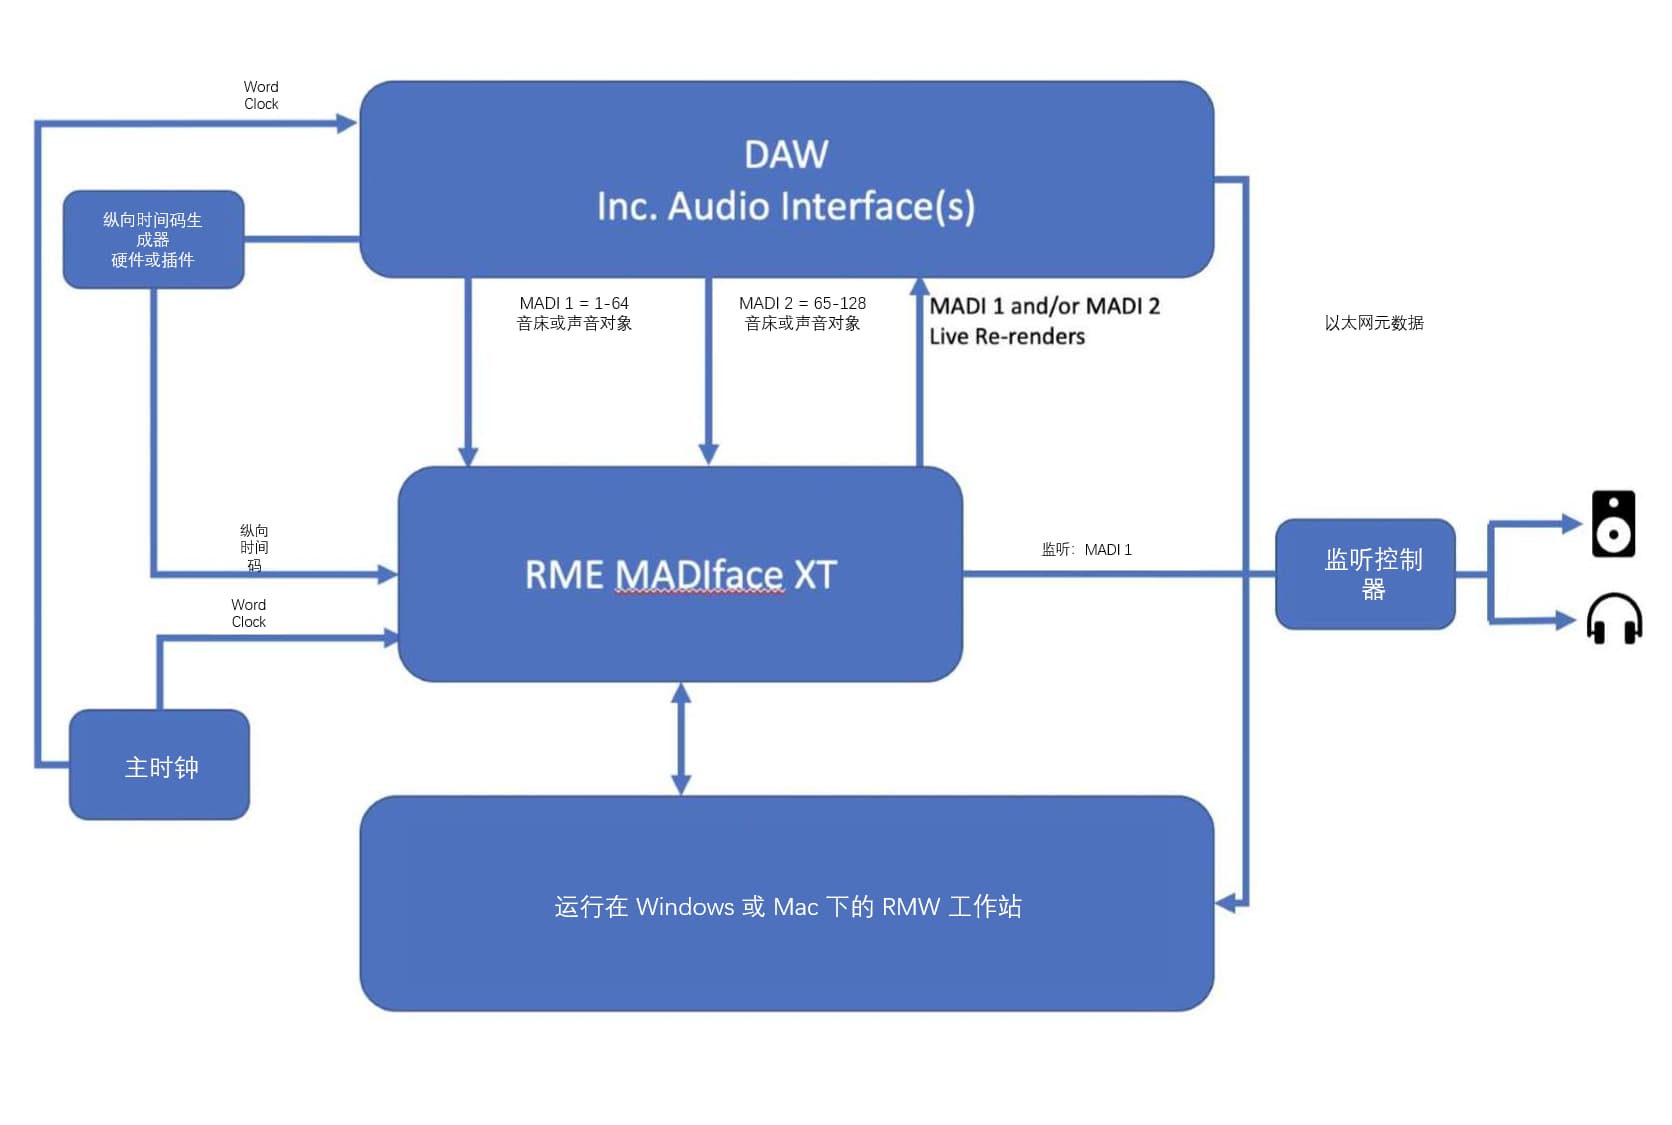 Word
Clock
DAW
Inc. Audio Interface(s)
纵向时间码生
成器
硬件或插件
MADI 1 = 1-64
音床或声音对象
MADI 2 = 65-128
音床或声音对象
MADI 1 and/or MADI 2
Live Re-renders
以太网元数据
纵向
时间
码
RME MADIface XT
监听：MADI 1
监听控制
器
Word
Clock
主时钟
运行在 Windows 或 Mac 下的 RMW 工作站